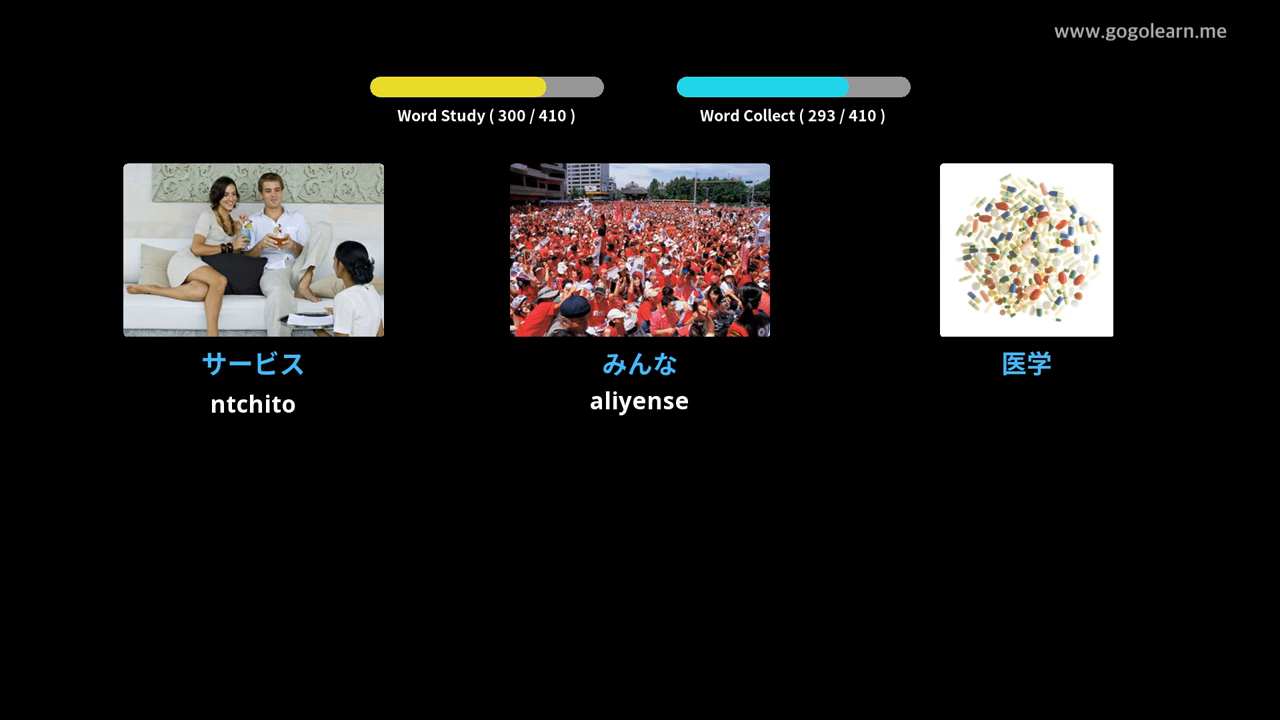 www.gogolearn.me
Word Study ( 300 / 410 )
Word Collect ( 293 / 410 )
サービス
みんな
医学
ntchito
aliyense